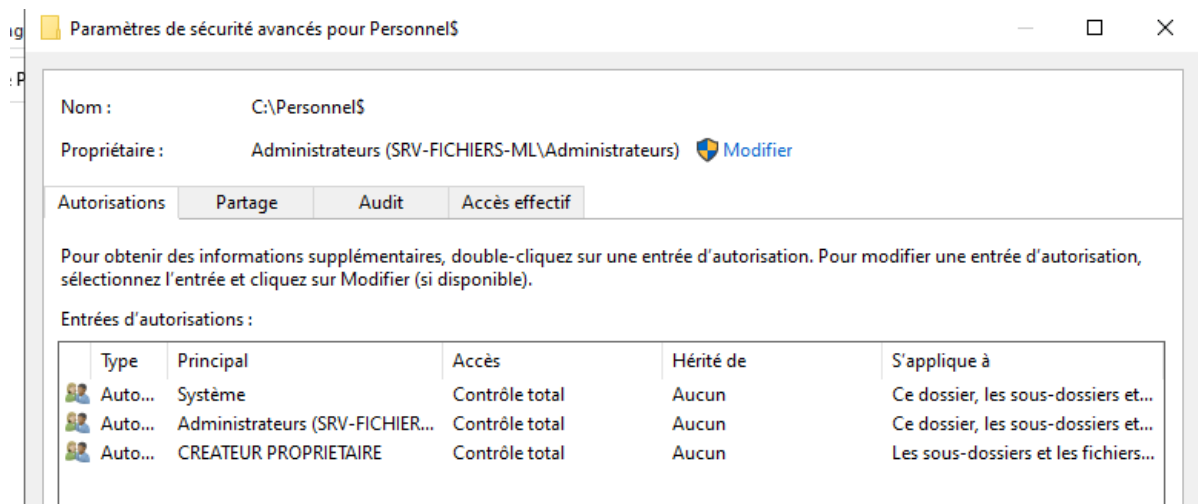 ıg
Paramètres de sécurité avancés pour Personnel$
: P
Nom :
C:\Personnel$
Propriétaire :
Administrateurs (SRV-FICHIERS-ML\Administrateurs)
Modifier
Autorisations Partage Audit Accès effectif
Pour obtenir des informations supplémentaires, double-cliquez sur une entrée d'autorisation. Pour modifier une entrée d'autorisation,
sélectionnez l'entrée et cliquez sur Modifier (si disponible).
Entrées d'autorisations :
Type Principal Accès Hérité de S'applique à
Auto... Système Contrôle total Aucun Ce dossier, les sous-dossiers et...
Auto... Administrateurs (SRV-FICHIER... Contrôle total Aucun Ce dossier, les sous-dossiers et...
Auto... CREATEUR PROPRIETAIRE Contrôle total Aucun Les sous-dossiers et les fichiers...